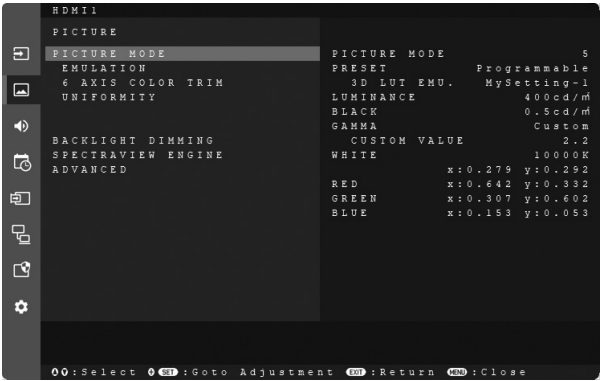 HDMI1
PICTURE
PICTURE MODE
EMULATION
6 AXIS COLOR TRIM
UNIFORMITY
BACKLIGHT DIMMING
SPECTRAVIEW ENGINE
ADVANCED
PICTURE MODE 5
PRESET Programmable
3D LUT EMU. MySetting-1
LUMINANCE 400cd/㎡
BLACK 0.5cd/㎡
GAMMA Custom
CUSTOM VALUE 2.2
WHITE 10000K
x:0.279 y:0.292
RED x:0.642 y:0.332
GREEN x:0.307 y:0.602
BLUE x:0.153 y:0.053
:Select SET:Goto Adjustment EXIT:Return MENU:Close